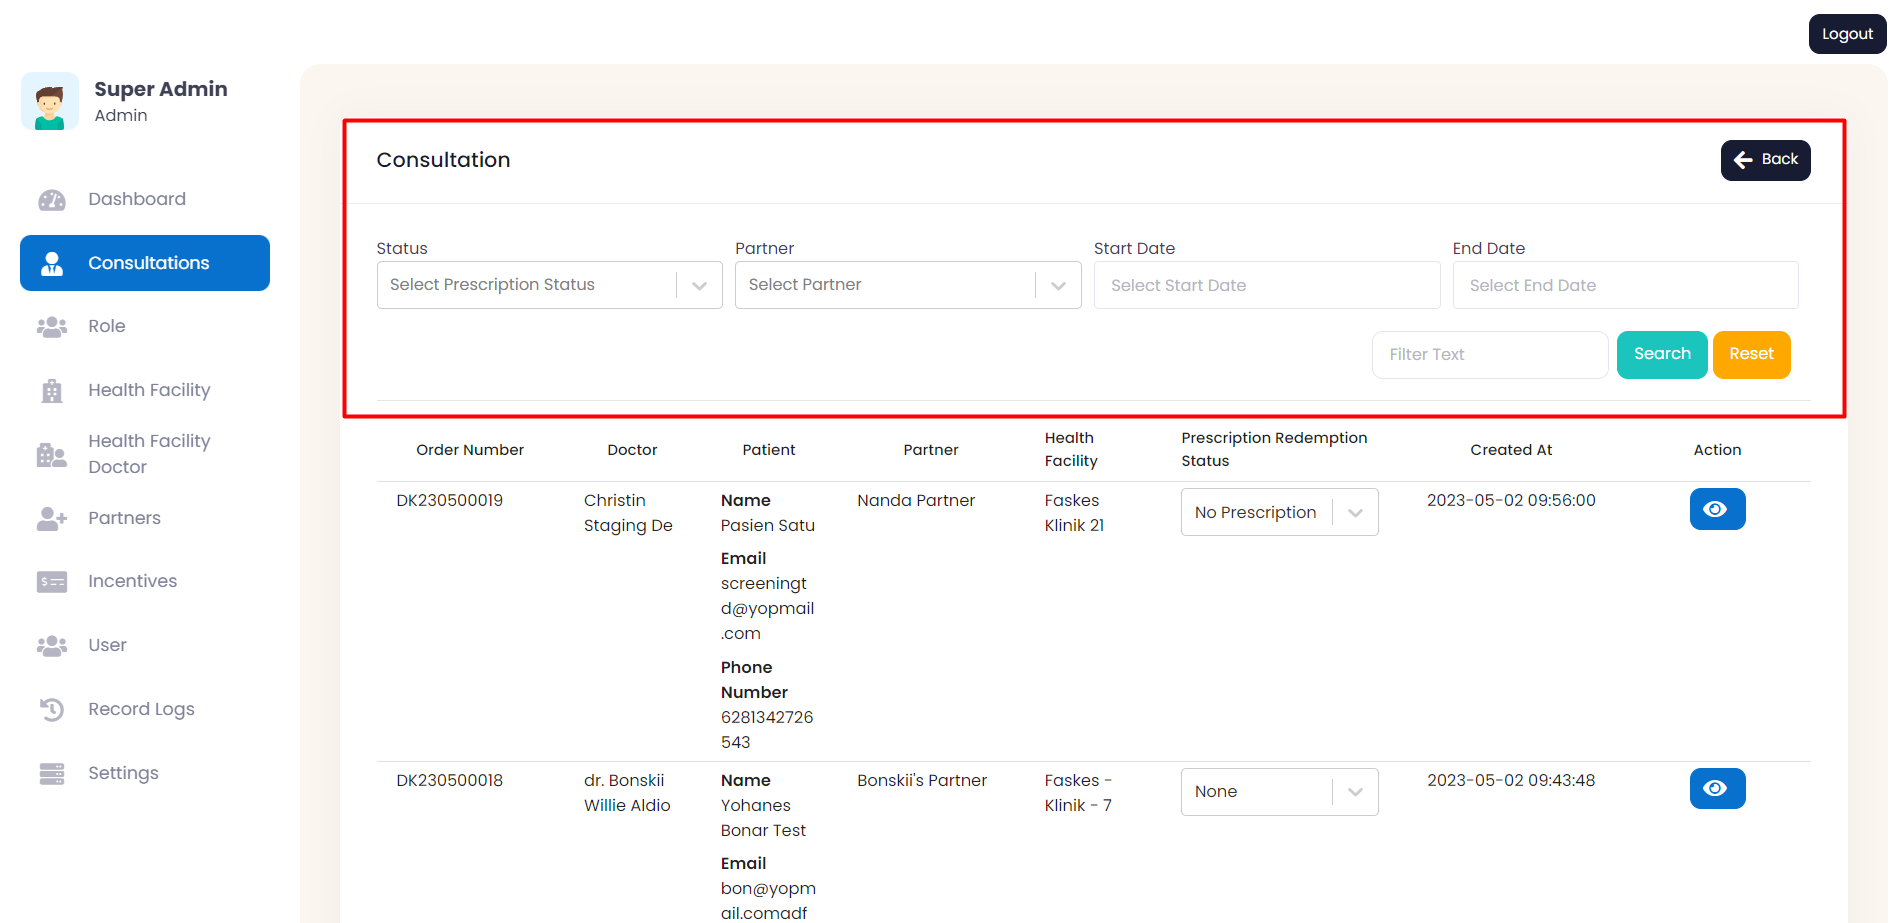 Logout
Super Admin
Admin
Dashboard
Consultations
Role
Health Facility
Health Facility
Doctor
Partners
Incentives
User
Record Logs
Settings
Consultation
Back
Status
Partner
Start Date
End Date
Select Prescription Status
Select Partner
Select Start Date
Select End Date
Filter Text
Search
Reset
Order Number
Doctor
Patient
Partner
Health
Facility
Prescription Redemption
Status
Created At
Action
DK230500019
Christin
Staging De
Name
Pasien Satu
Email
screeningt
d@yopmail
.com
Phone
Number
6281342726
543
Nanda Partner
Faskes
Klinik 21
No Prescription
2023-05-02 09:56:00
DK230500018
dr. Bonskii
Willie Aldio
Name
Yohanes
Bonar Test
Email
bon@yopm
ail.comadf
Bonskii's Partner
Faskes -
Klinik - 7
None
2023-05-02 09:43:48